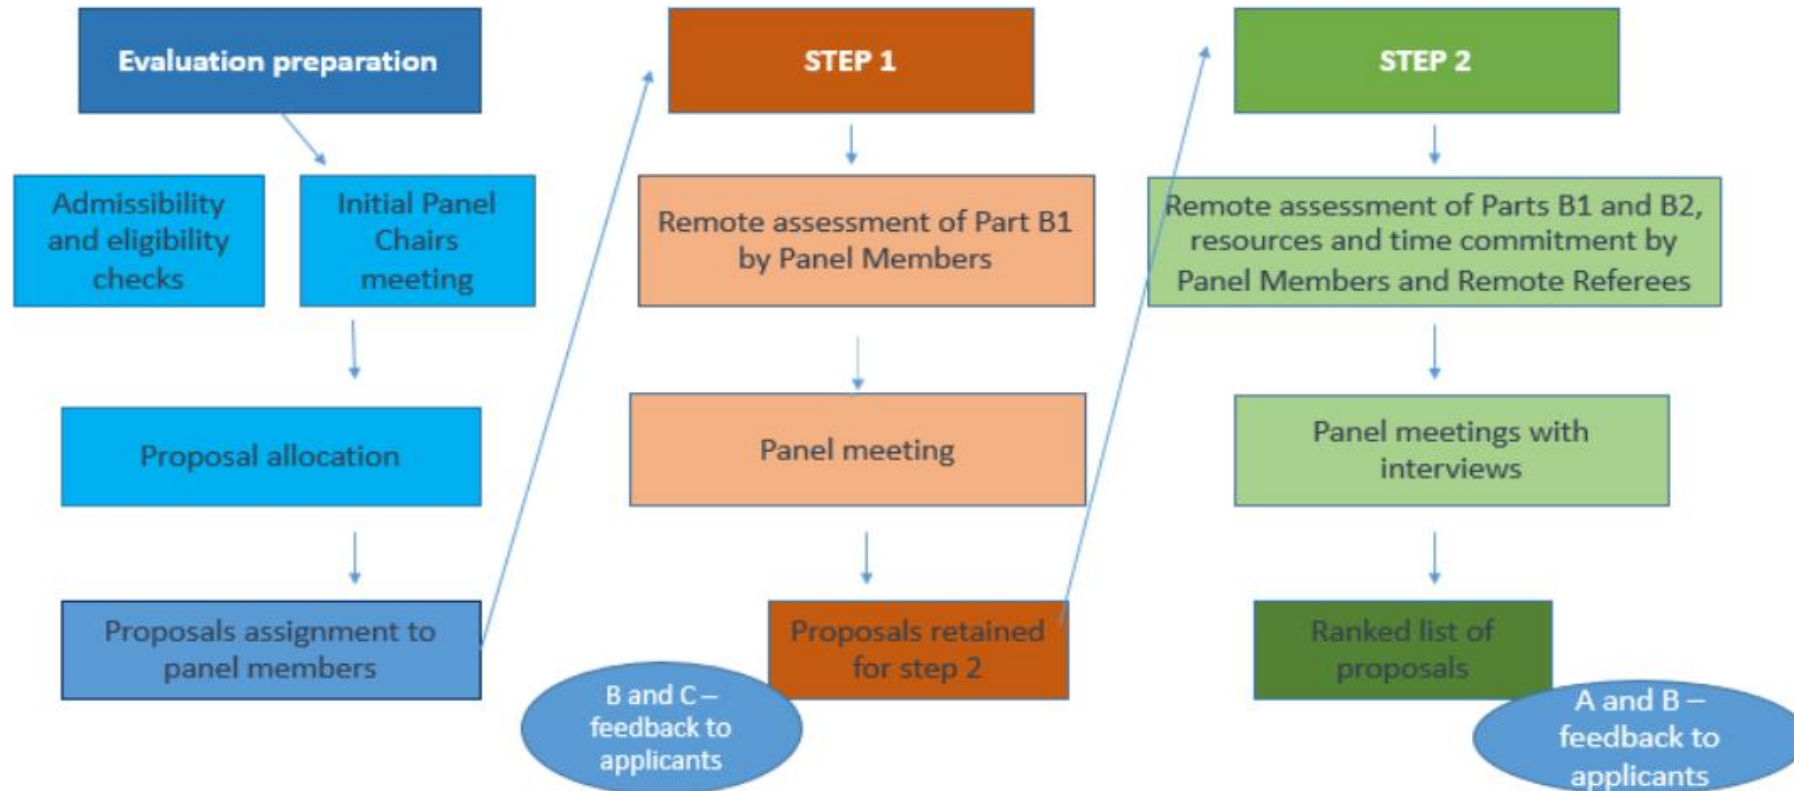 Evaluation preparation
Admissibility
and eligibility
checks
Initial Panel
Chairs
meeting
Proposal allocation
Proposals assignment to
panel members
STEP 1
Remote assessment of Part B1
by Panel Members
Panel meeting
Proposals retained
for step 2
B and C –
feedback to
applicants
STEP 2
Remote assessment of Parts B1 and B2,
resources and time commitment by
Panel Members and Remote Referees
Panel meetings with
interviews
Ranked list of
proposals
A and B –
feedback to
applicants